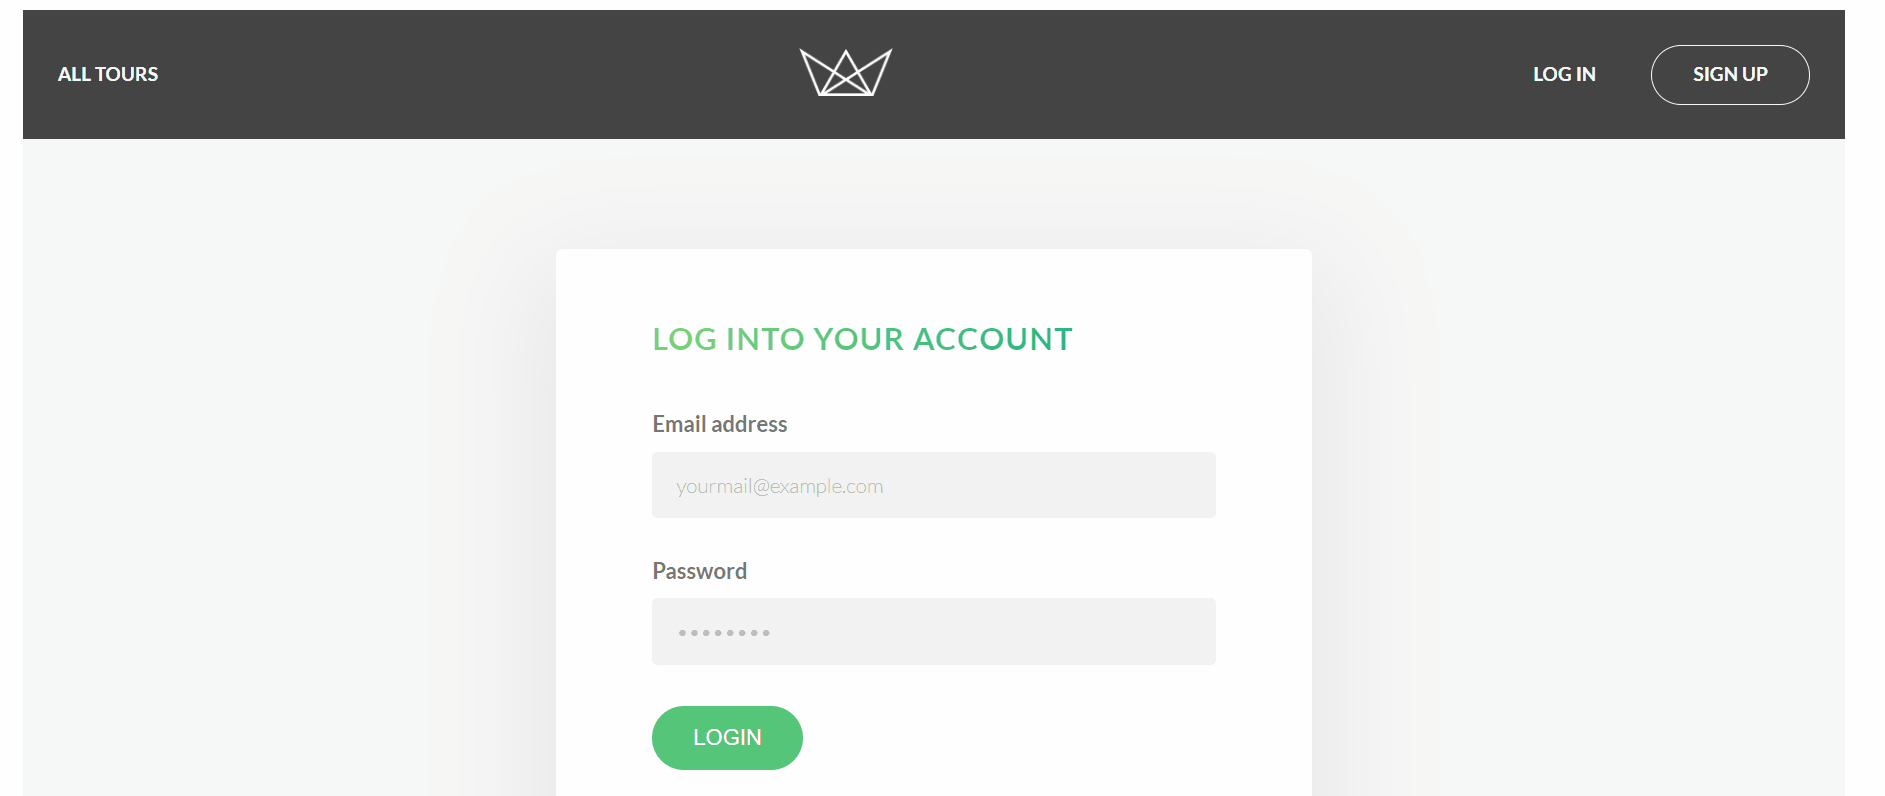 ALL TOURS
LOG IN
SIGN UP
LOG INTO YOUR ACCOUNT
Email address
yourmail@example.com
Password
••••••••
LOGIN